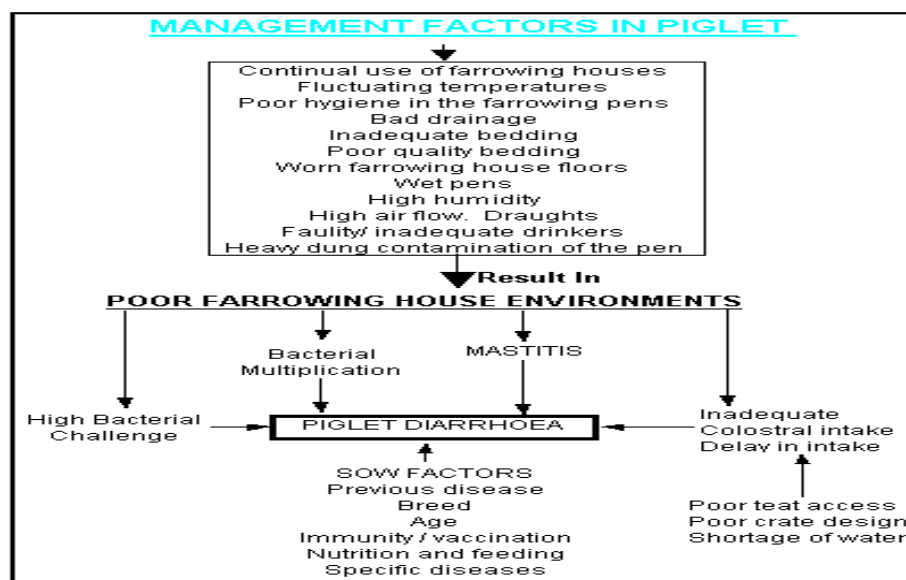 MANAGEMENT FACTORS IN PIGLET
Continual use of farrowing houses
Fluctuating temperatures
Poor hygiene in the farrowing pens
Bad drainage
Inadequate bedding
Poor quality bedding
Worn farrowing house floors
Wet pens
High humidity
High air flow. Draughts
Faulity/ inadequate drinkers
Heavy dung contamination of the pen
Result In
POOR FARROWING HOUSE ENVIRONMENTS
Bacterial
Multiplication
MASTITIS
High Bacterial
Challenge
PIGLET DIARRHOEA
Inadequate
Colostral intake
Delay in intake
SOW FACTORS
Previous disease
Breed
Age
Immunity / vaccination
Nutrition and feeding
Specific diseases
Poor teat access
Poor crate design
Shortage of water